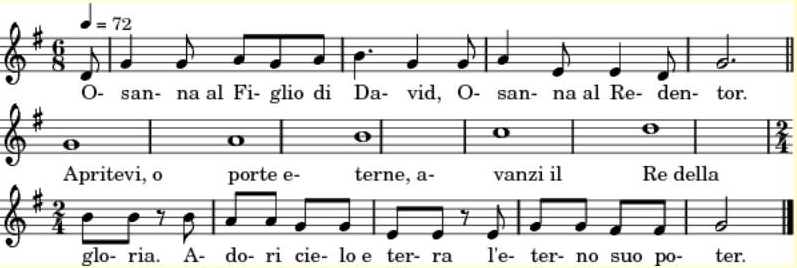 = 72
6 8
O- san- na al Fi- glio di Da- vid, O- san- na al Re- den- tor.
Apritevi, o porte e- terne, a- vanzi il Re della
2 4
2 4
glo- ria. A- do- ri cie- lo e ter- ra l'e- ter- no suo po- ter.